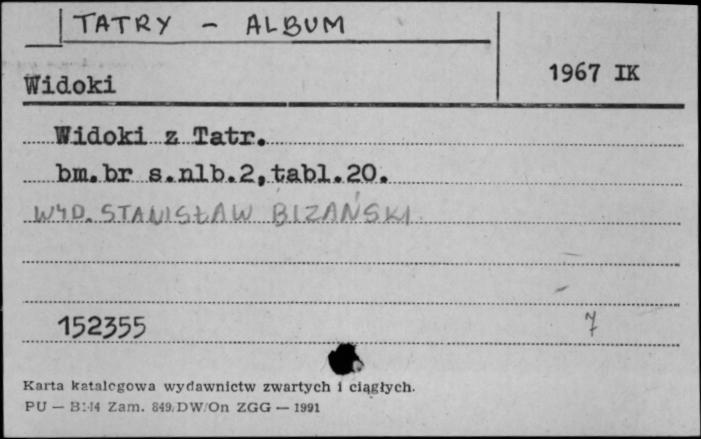 TATRY - ALBUM
Widoki
1967 IK
Widoki z Tatr.
bm.br s.nlb.2,tabl.20.
WYD. STANISŁAW BIZAŃSKI
152355
7
Karta katalogowa wydawnictw zwartych i ciągłych.
PU — B:44 Zam. 849/DW/On ZGG — 1991